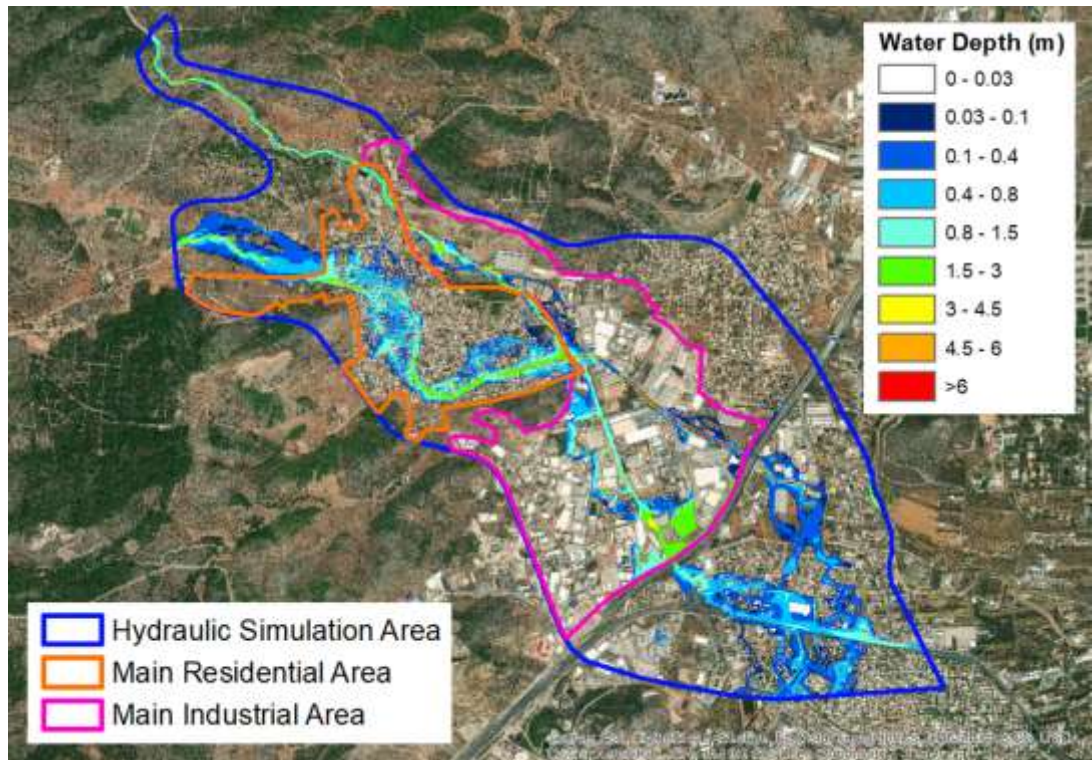 Water Depth (m)
0 - 0.03
0.03 - 0.1
0.1 - 0.4
0.4 - 0.8
0.8 - 1.5
1.5 - 3
3 - 4.5
4.5 - 6
>6
Hydraulic Simulation Area
Main Residential Area
Main Industrial Area